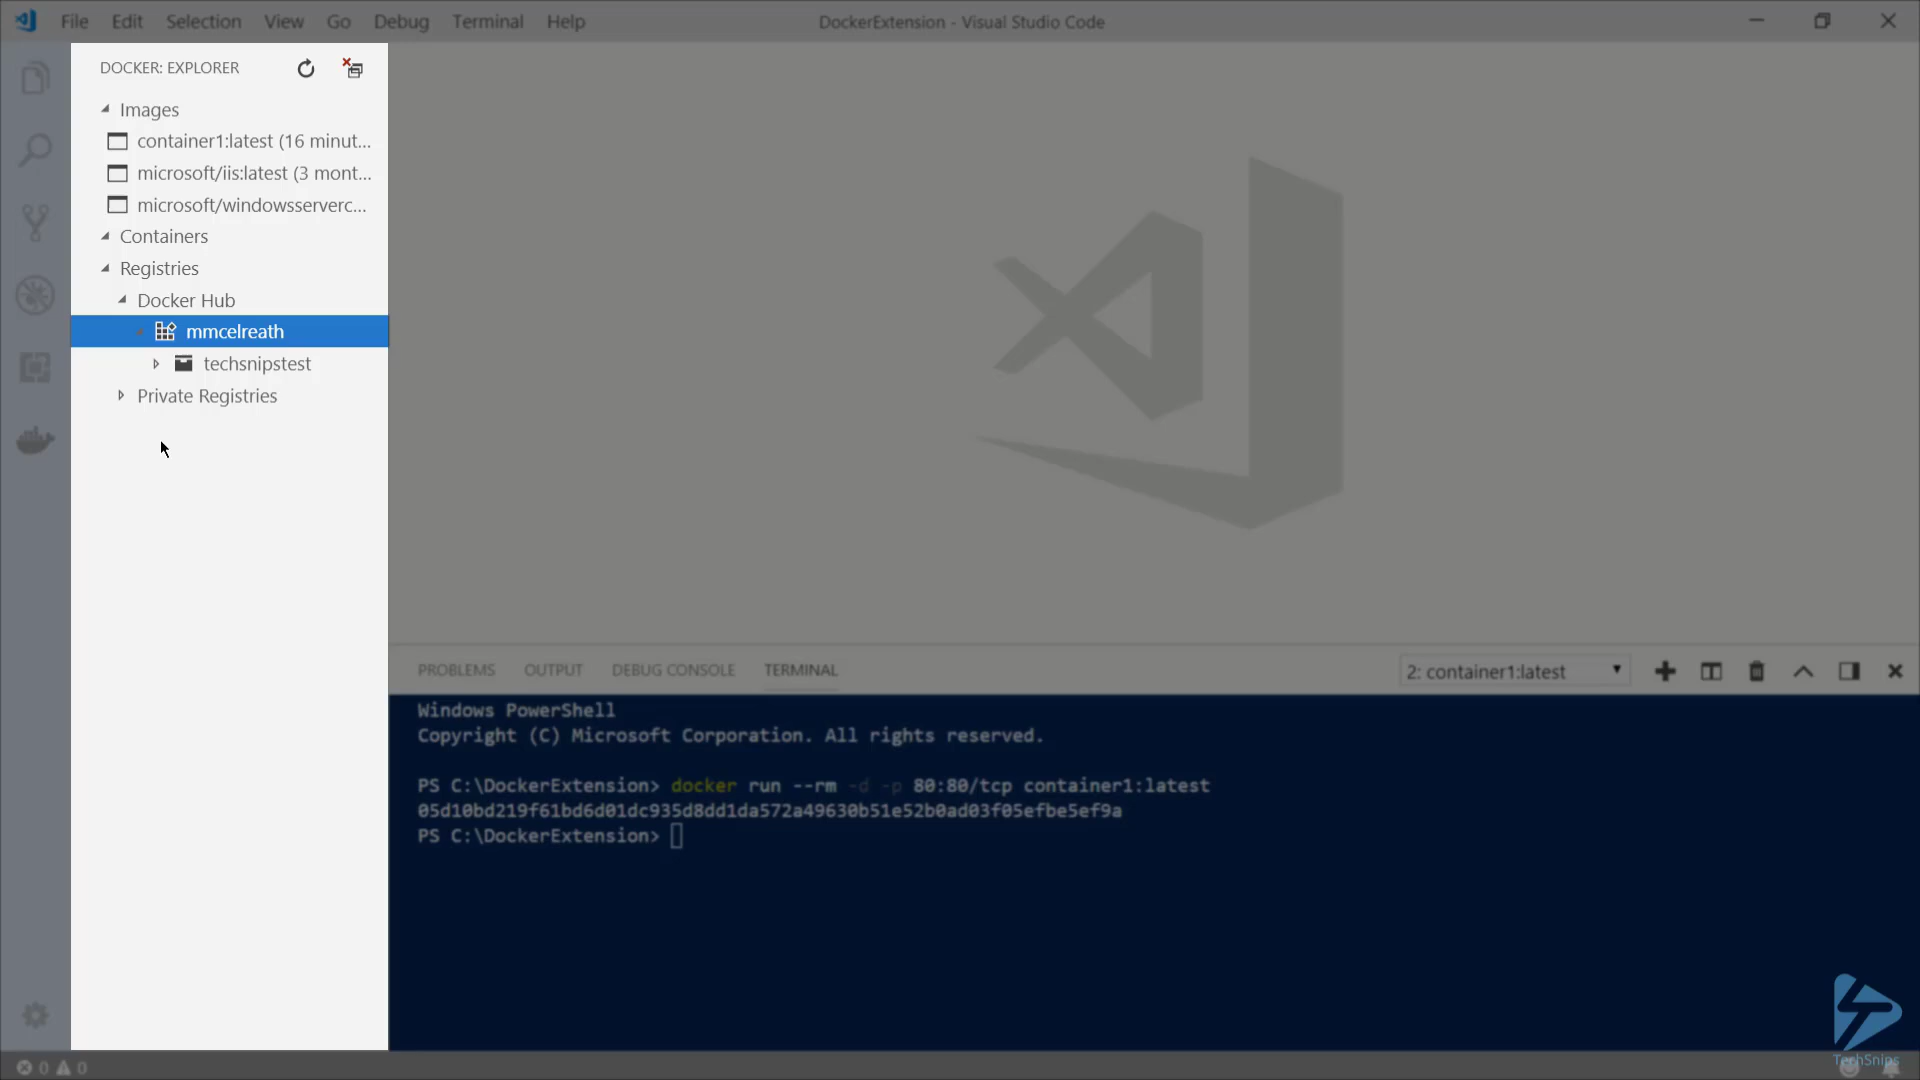 File Edit Selection View Go Debug Terminal Help
DockerExtension - Visual Studio Code
DOCKER: EXPLORER
Images
container1:latest (16 minut...
microsoft/iis:latest (3 mont...
microsoft/windowsserverc...
Containers
Registries
Docker Hub
mmcelreath
techsnipstest
Private Registries
PROBLEMS OUTPUT DEBUG CONSOLE TERMINAL
2: container1:latest
Windows PowerShell
Copyright (C) Microsoft Corporation. All rights reserved.
PS C:\DockerExtension> docker run --rm -d -p 80:80/tcp container1:latest
05d10bd219f61bd6d01dc935d8dd1da572a49630b51e52b0ad03f05efbe5ef9a
PS C:\DockerExtension>
0 0
TechSnips